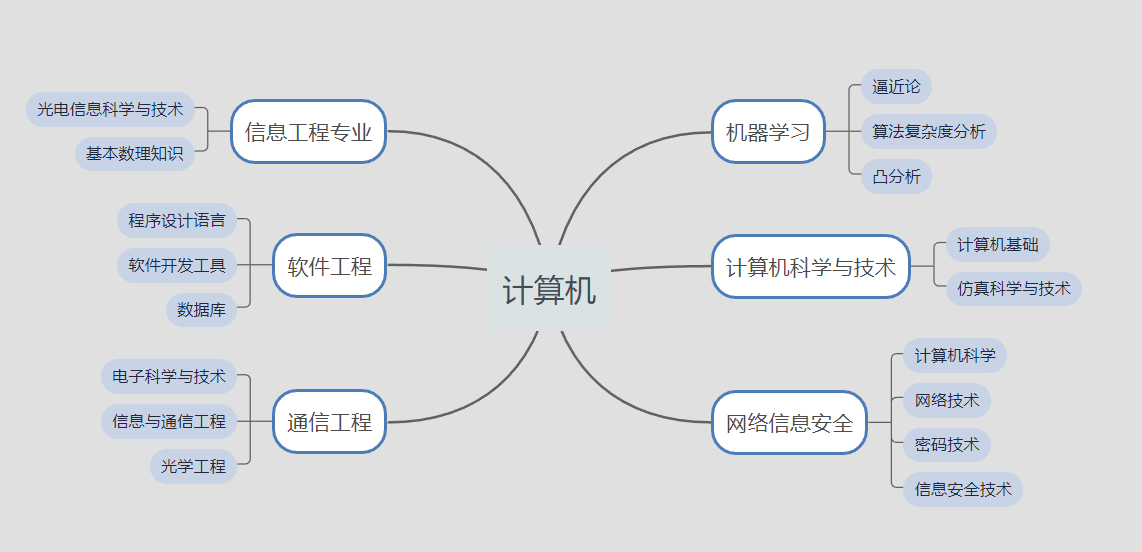 计算机
机器学习
逼近论
算法复杂度分析
凸分析
计算机科学与技术
计算机基础
仿真科学与技术
网络信息安全
计算机科学
网络技术
密码技术
信息安全技术
信息工程专业
光电信息科学与技术
基本数理知识
软件工程
程序设计语言
软件开发工具
数据库
通信工程
电子科学与技术
信息与通信工程
光学工程